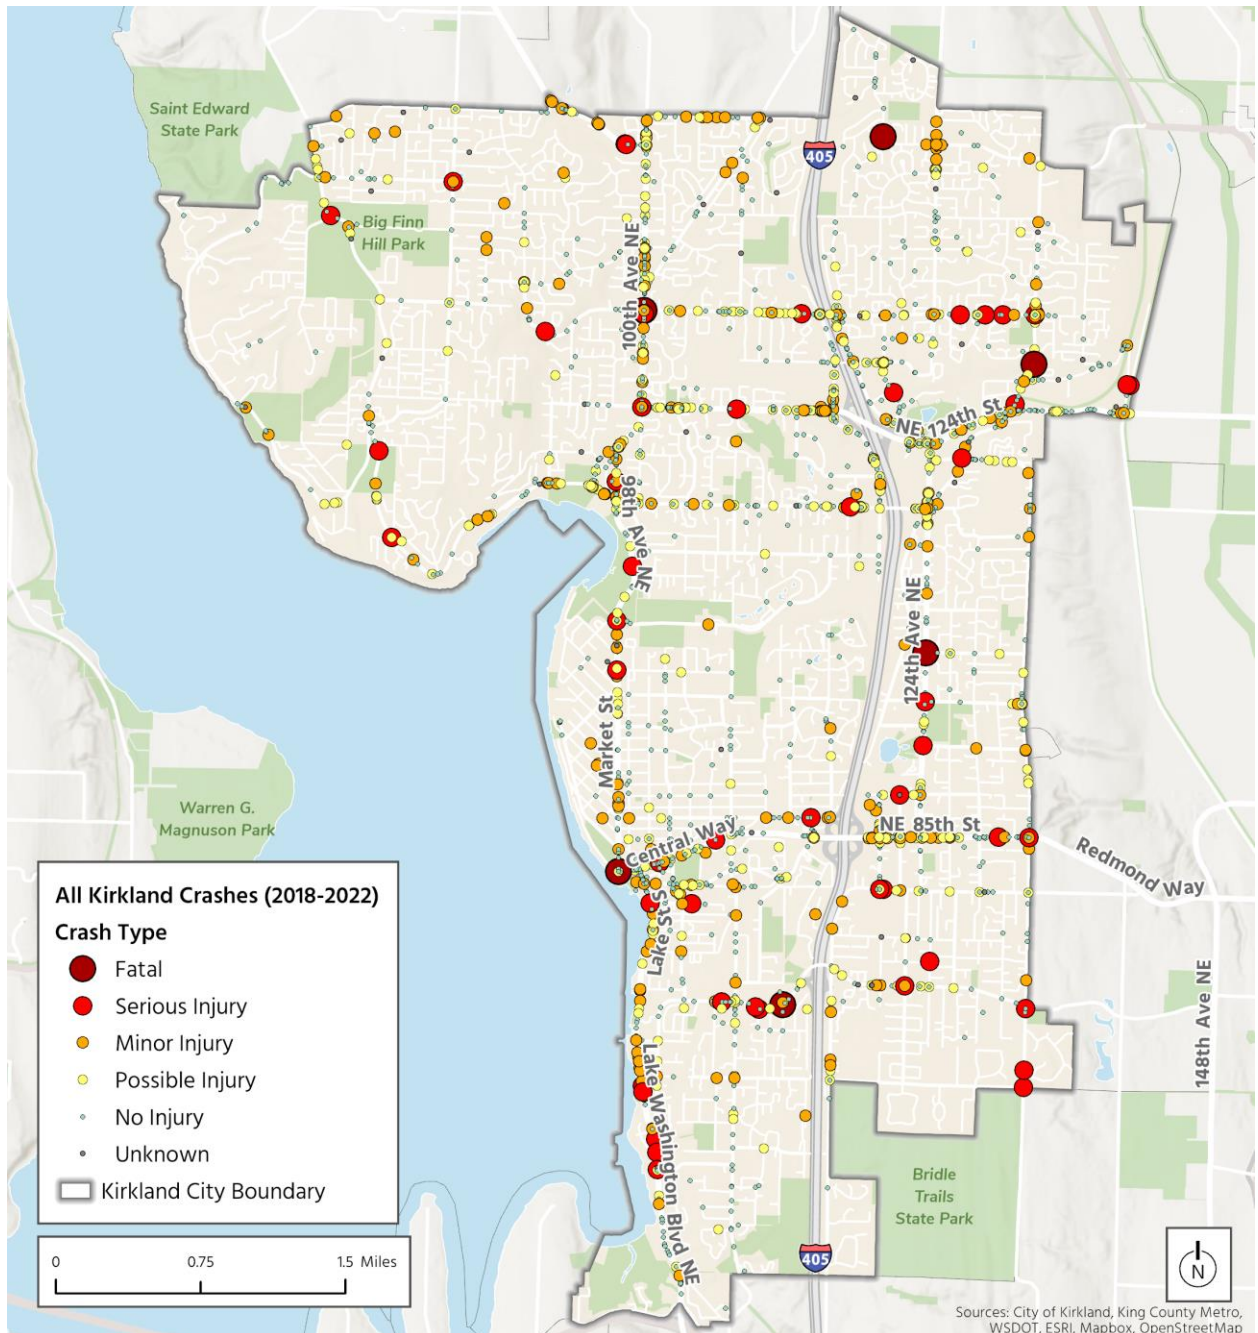 Saint Edward
State Park
405
Big Finn
Hill Park
100th Ave NE
NE 124th St
98th Ave NE
124th Ave NE
Market St
Warren G.
Magnuson Park
Central Way
NE 85th St
Redmond Way
Lake St S
148th Ave NE
Lake Washington Blvd NE
Bridle
Trails
State Park
405
All Kirkland Crashes (2018-2022)
Crash Type
Fatal
Serious Injury
Minor Injury
Possible Injury
No Injury
Unknown
Kirkland City Boundary
0 0.75 1.5 Miles
N
Sources: City of Kirkland, King County Metro,
WSDOT, ESRI, Mapbox, OpenStreetMap